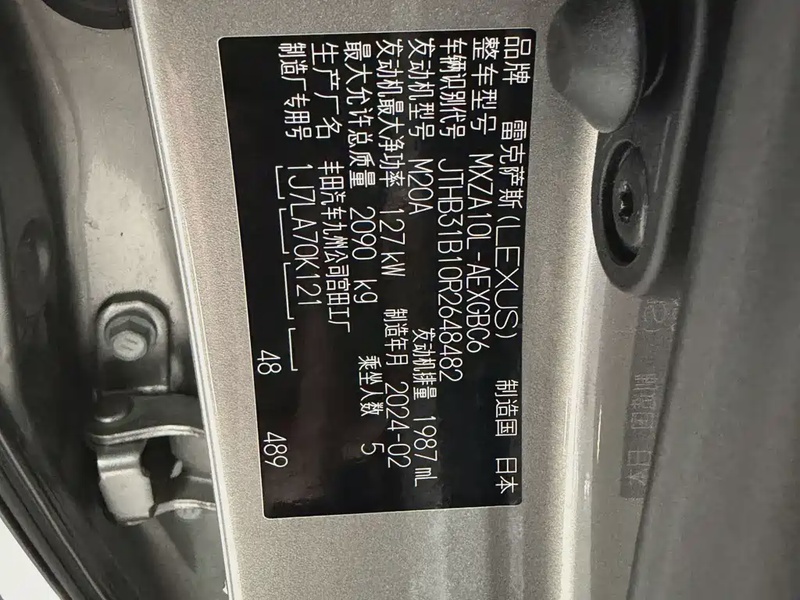 品牌 雷克萨斯(LEXUS) 制造国 日本
整车型号 MXZA10L-AEXGBC6
车辆识别代号 JTHB31B10R2648482
发动机型号 M20A 发动机排量 1987 mL
发动机最大净功率 127 kW 制造年月 2024-02
最大允许总质量 2090 kg 乘坐人数 5
生产厂名 丰田汽车九州公司宫田工厂
制造厂专用号 1J7LA70K121 48 489